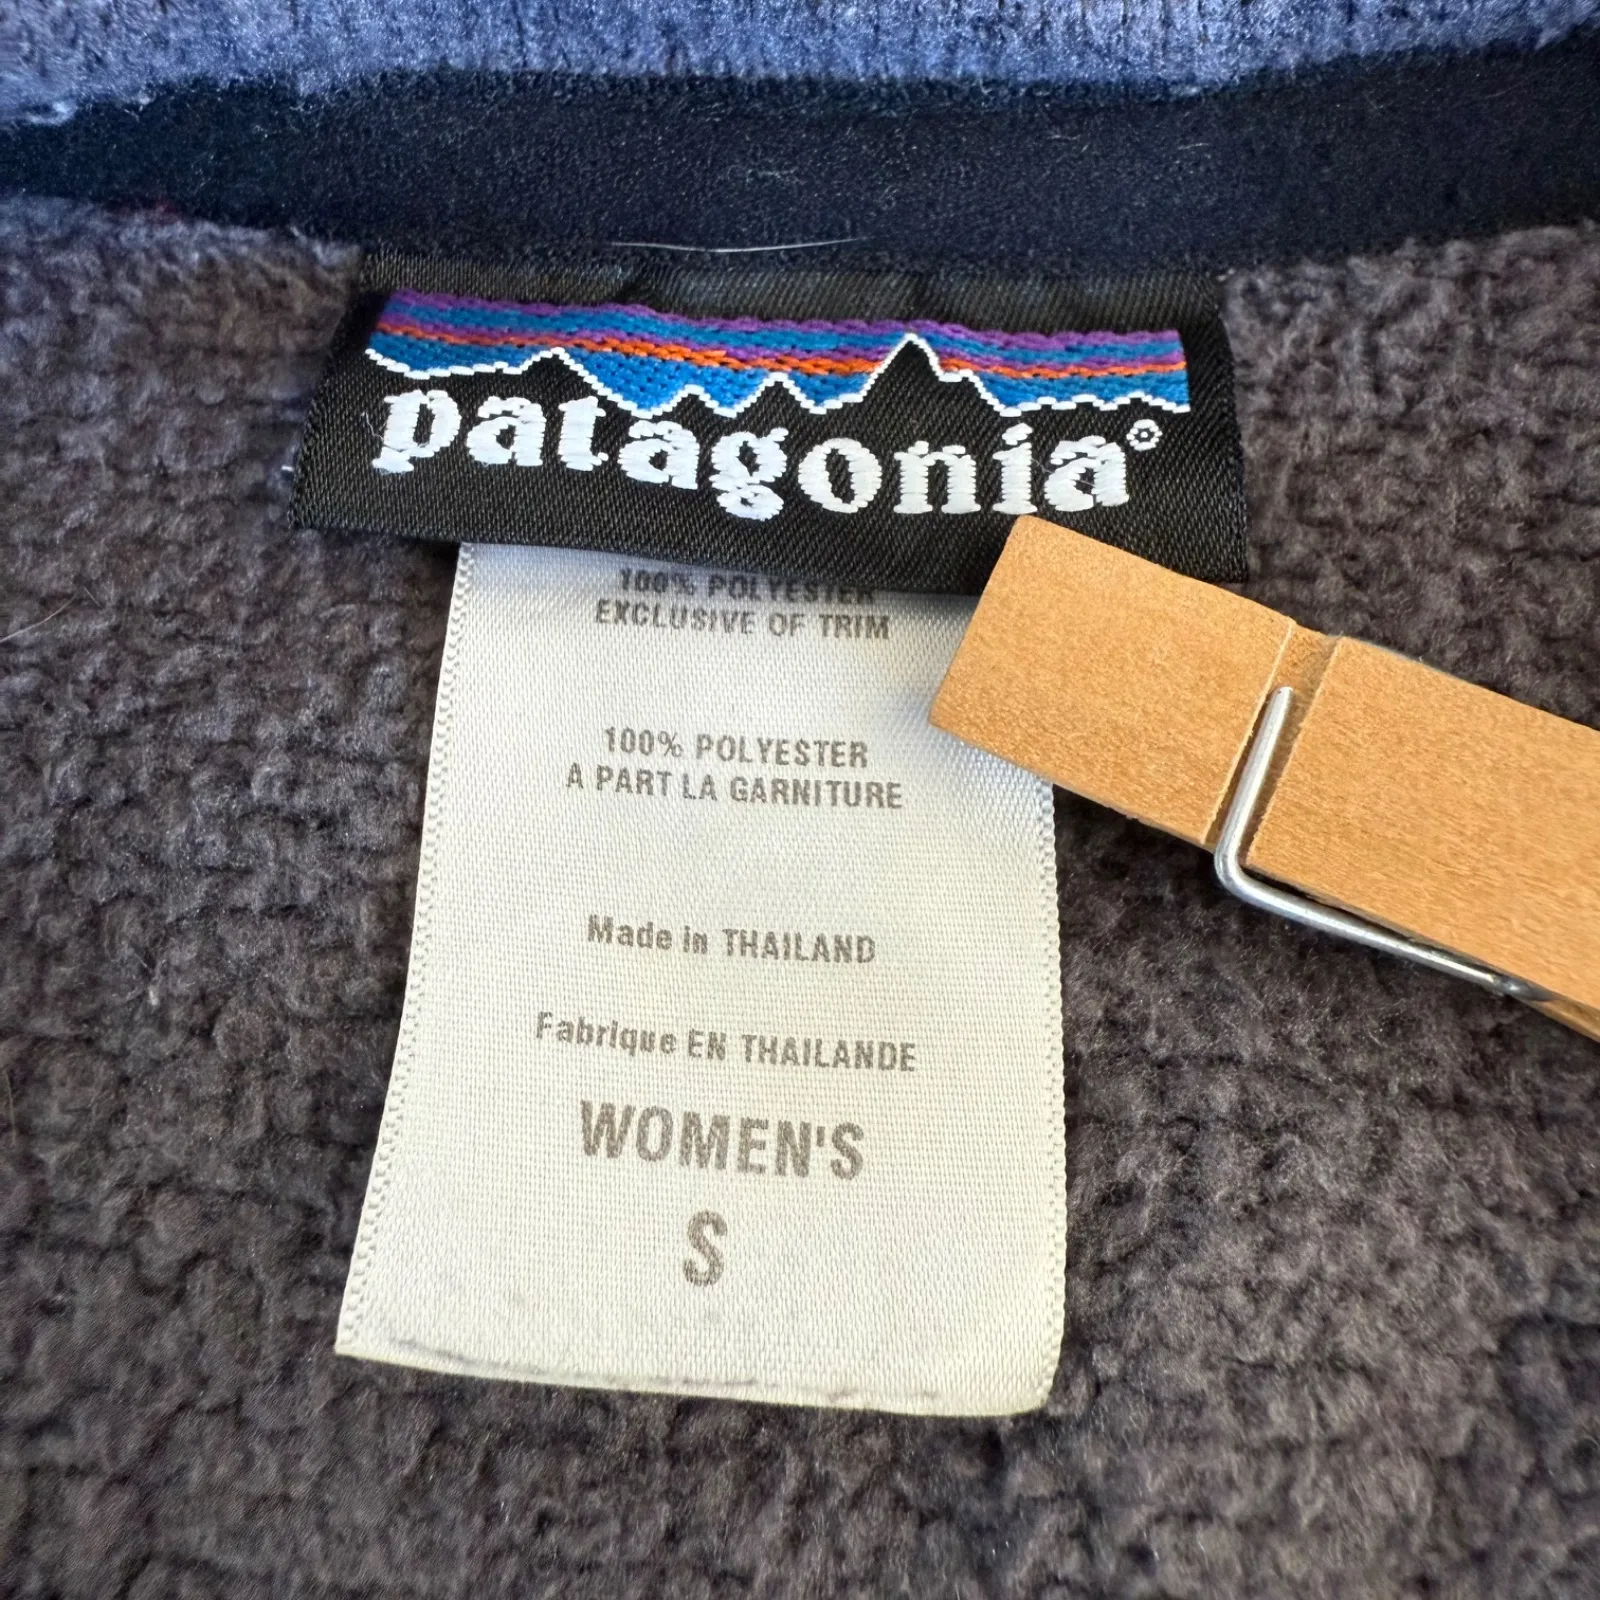 patagonia®
100% POLYESTER
EXCLUSIVE OF TRIM
100% POLYESTER
A PART LA GARNITURE
Made in THAILAND
Fabrique EN THAILANDE
WOMEN'S
S